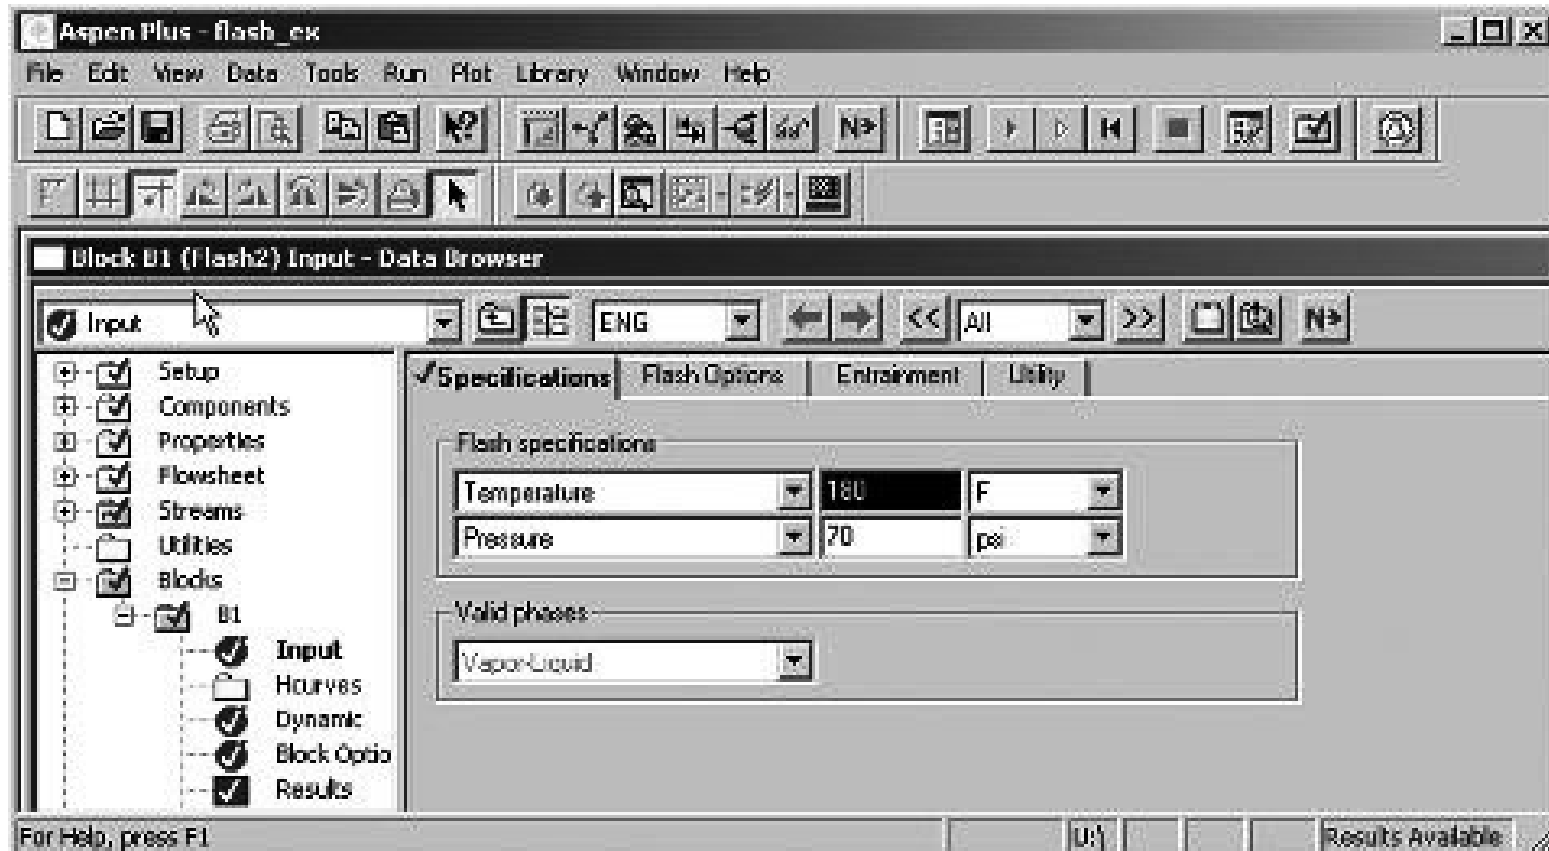 Aspen Plus - flash_ex
File Edit View Data Tools Run Plot Library Window Help
N>
Block B1 (Flash2) Input - Data Browser
Input ENG << All >> N>
Setup
Components
Properties
Flowsheet
Streams
Utilities
Blocks
B1
Input
Hcurves
Dynamic
Block Optio
Results
Specifications Flash Options Entrainment Utility
Flash specifications
Temperature 180 F
Pressure 70 psi
Valid phases
Vapor-Liquid
For Help, press F1 U:\ Results Available